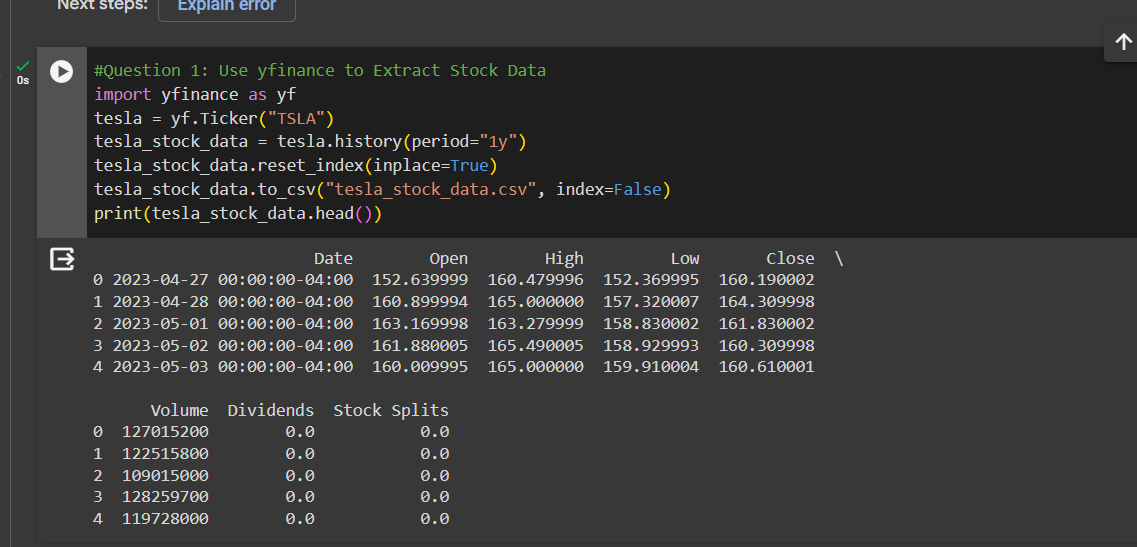 Next steps: Explain error
0s
#Question 1: Use yfinance to Extract Stock Data
import yfinance as yf
tesla = yf.Ticker("TSLA")
tesla_stock_data = tesla.history(period="1y")
tesla_stock_data.reset_index(inplace=True)
tesla_stock_data.to_csv("tesla_stock_data.csv", index=False)
print(tesla_stock_data.head())
Date Open High Low Close \
0 2023-04-27 00:00:00-04:00 152.639999 160.479996 152.369995 160.190002
1 2023-04-28 00:00:00-04:00 160.899994 165.000000 157.320007 164.309998
2 2023-05-01 00:00:00-04:00 163.169998 163.279999 158.830002 161.830002
3 2023-05-02 00:00:00-04:00 161.880005 165.490005 158.929993 160.309998
4 2023-05-03 00:00:00-04:00 160.009995 165.000000 159.910004 160.610001
Volume Dividends Stock Splits
0 127015200 0.0 0.0
1 122515800 0.0 0.0
2 109015000 0.0 0.0
3 128259700 0.0 0.0
4 119728000 0.0 0.0